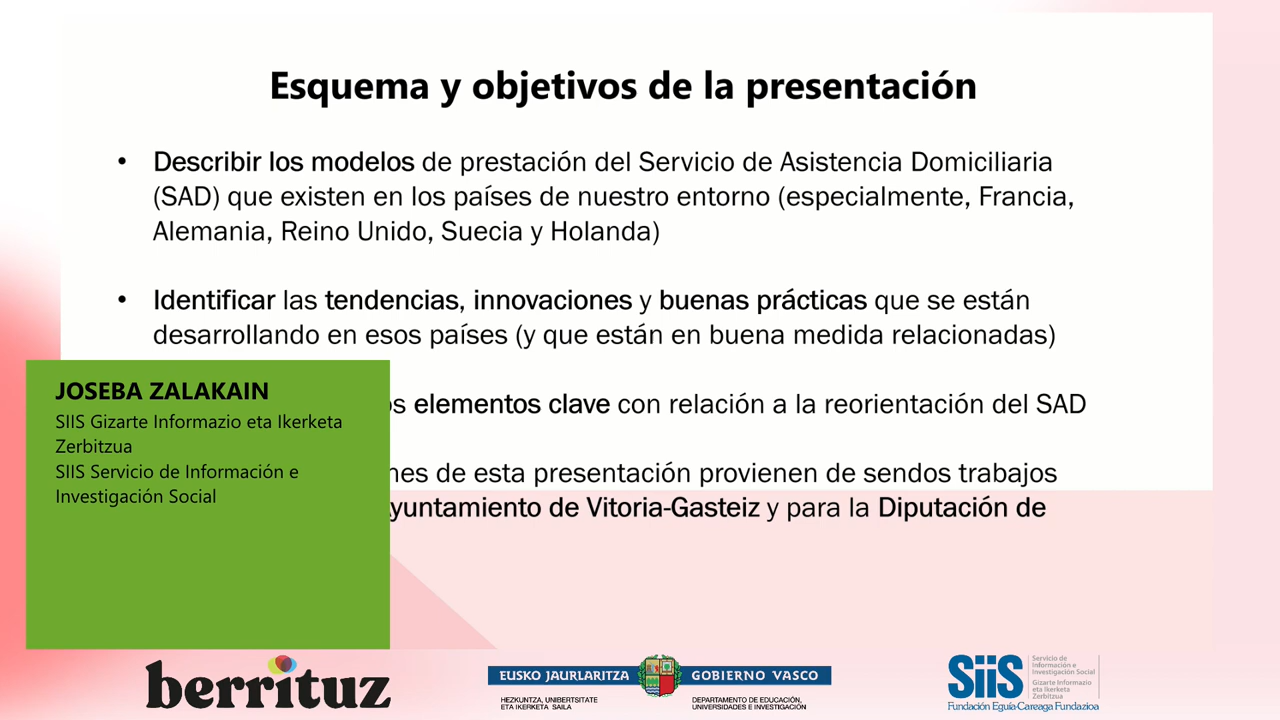 Esquema y objetivos de la presentación
• Describir los modelos de prestación del Servicio de Asistencia Domiciliaria
(SAD) que existen en los países de nuestro entorno (especialmente, Francia,
Alemania, Reino Unido, Suecia y Holanda)
• Identificar las tendencias, innovaciones y buenas prácticas que se están
desarrollando en esos países (y que están en buena medida relacionadas)
elementos clave con relación a la reorientación del SAD
de esta presentación provienen de sendos trabajos
de Vitoria-Gasteiz y para la Diputación de
JOSEBA ZALAKAIN
SIIS Gizarte Informazio eta Ikerketa
Zerbitzua
SIIS Servicio de Información e
Investigación Social
berrituz
EUSKO JAURLARITZA
GOBIERNO VASCO
HEZKUNTZA, UNIBERTSITATE
ETA IKERKETA SAILA
DEPARTAMENTO DE EDUCACIÓN,
UNIVERSIDADES E INVESTIGACIÓN
SiiS
Servicio de
Información e
Investigación Social
Gizarte Informazio
eta Ikerketa
Zerbitzua
Fundación Eguía-Careaga Fundazioa